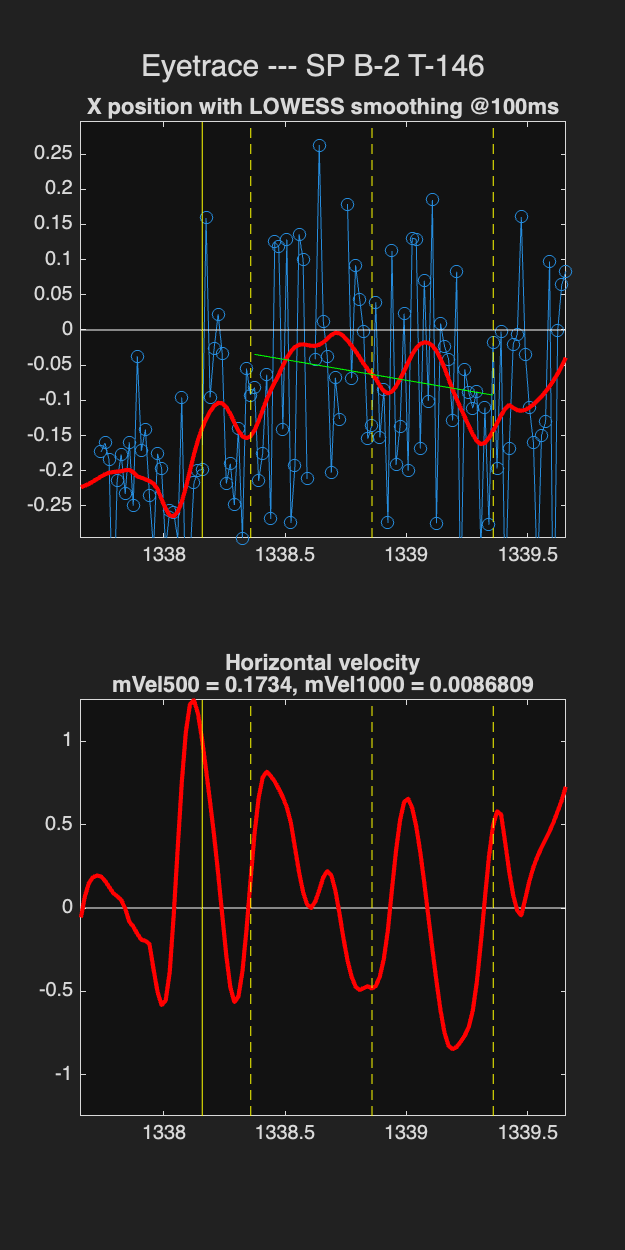 Eyetrace --- SP B-2 T-146
X position with LOWESS smoothing @100ms
0.25
0.2
0.15
0.1
0.05
0
-0.05
-0.1
-0.15
-0.2
-0.25
1338 1338.5 1339 1339.5
Horizontal velocity
mVel500 = 0.1734, mVel1000 = 0.0086809
1
0.5
0
-0.5
-1
1338 1338.5 1339 1339.5